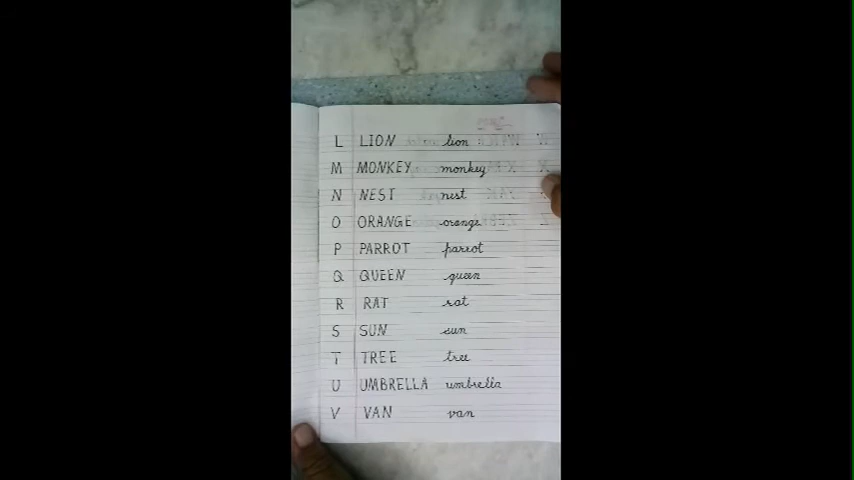 L LION lion
M MONKEY monkey
N NEST nest
O ORANGE orange
P PARROT parrot
Q QUEEN queen
R RAT rat
S SUN sun
T TREE tree
U UMBRELLA umbrella
V VAN van